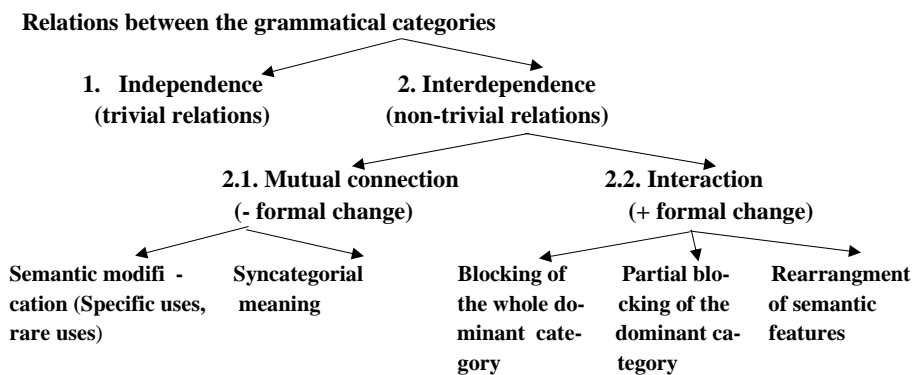 Relations between the grammatical categories
1. Independence
(trivial relations)
2. Interdependence
(non-trivial relations)
2.1. Mutual connection
(- formal change)
2.2. Interaction
(+ formal change)
Semantic modifi -
cation (Specific uses,
rare uses)
Syncategorial
meaning
Blocking of
the whole do-
minant cate-
gory
Partial blo-
cking of the
dominant ca-
tegory
Rearrangment
of semantic
features